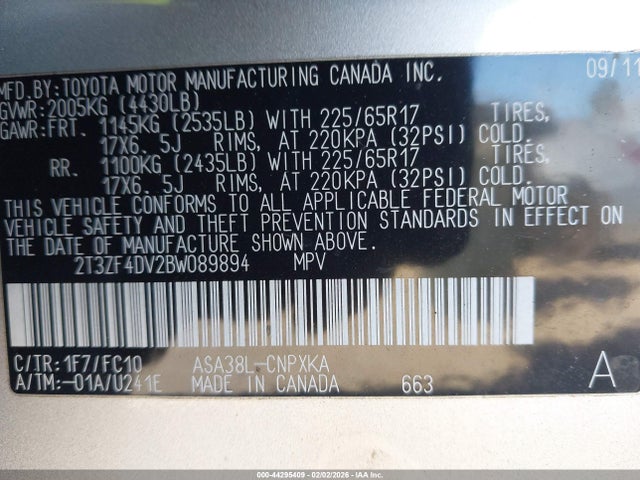 MFD.BY:TOYOTA MOTOR MANUFACTURING CANADA INC. 09/11
GVWR:2005KG (4430LB)
GAWR:FRT. 1145KG (2535LB) WITH 225/65R17 TIRES,
17X6.5J RIMS, AT 220KPA (32PSI) COLD.
RR. 1100KG (2435LB) WITH 225/65R17 TIRES,
17X6.5J RIMS, AT 220KPA (32PSI) COLD.
THIS VEHICLE CONFORMS TO ALL APPLICABLE FEDERAL MOTOR
VEHICLE SAFETY AND THEFT PREVENTION STANDARDS IN EFFECT ON
THE DATE OF MANUFACTURE SHOWN ABOVE.
2T3ZF4DV2BW089894 MPV
C/TR:1F7/FC10 ASA38L-CNPXKA
A/TM:-01A/U241E MADE IN CANADA 663 A
000-44295409 - 02/02/2026 - IAAI.COM